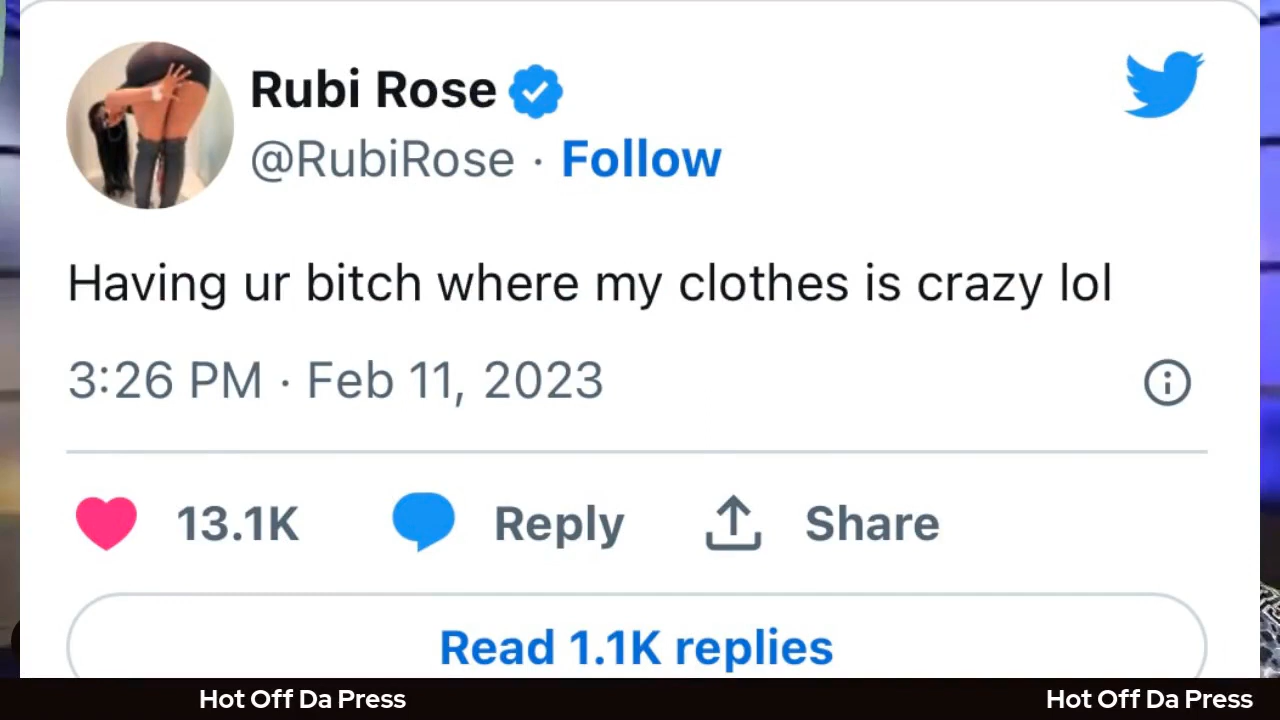 Rubi Rose
@RubiRose · Follow
Having ur bitch where my clothes is crazy lol
3:26 PM · Feb 11, 2023
13.1K Reply Share
Read 1.1K replies
Hot Off Da Press Hot Off Da Press